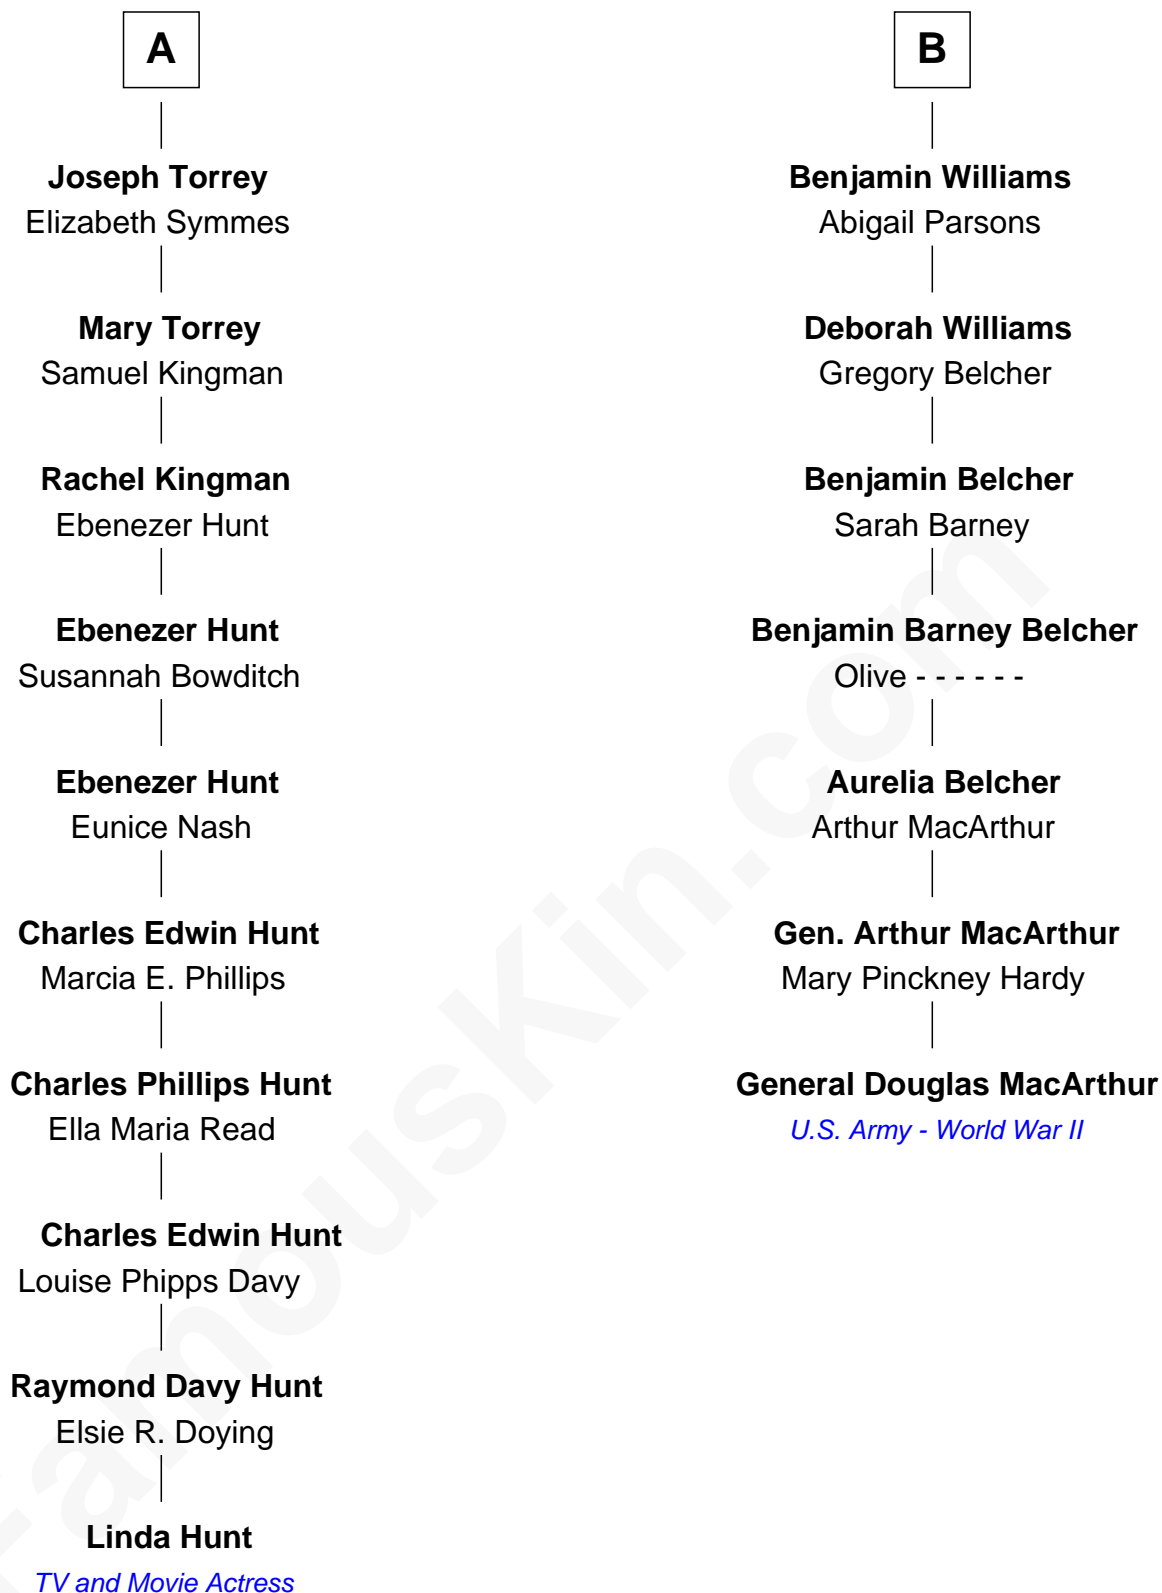 A
Joseph Torrey
Elizabeth Symmes
Mary Torrey
Samuel Kingman
Rachel Kingman
Ebenezer Hunt
Ebenezer Hunt
Susannah Bowditch
Ebenezer Hunt
Eunice Nash
Charles Edwin Hunt
Marcia E. Phillips
Charles Phillips Hunt
Ella Maria Read
Charles Edwin Hunt
Louise Phipps Davy
Raymond Davy Hunt
Elsie R. Doying
Linda Hunt
TV and Movie Actress
B
Benjamin Williams
Abigail Parsons
Deborah Williams
Gregory Belcher
Benjamin Belcher
Sarah Barney
Benjamin Barney Belcher
Olive - - - - - -
Aurelia Belcher
Arthur MacArthur
Gen. Arthur MacArthur
Mary Pinckney Hardy
General Douglas MacArthur
U.S. Army - World War II
FamousKin.com